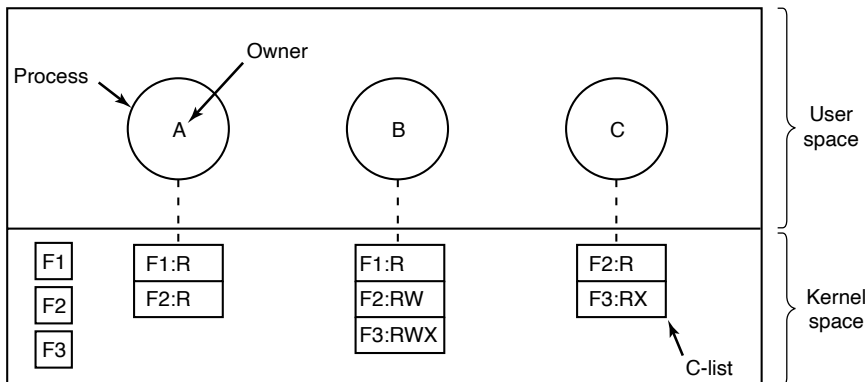 Owner
Process
A
B
C
User
space
F1
F2
F3
F1:R
F2:R
F1:R
F2:RW
F3:RWX
F2:R
F3:RX
Kernel
space
C-list